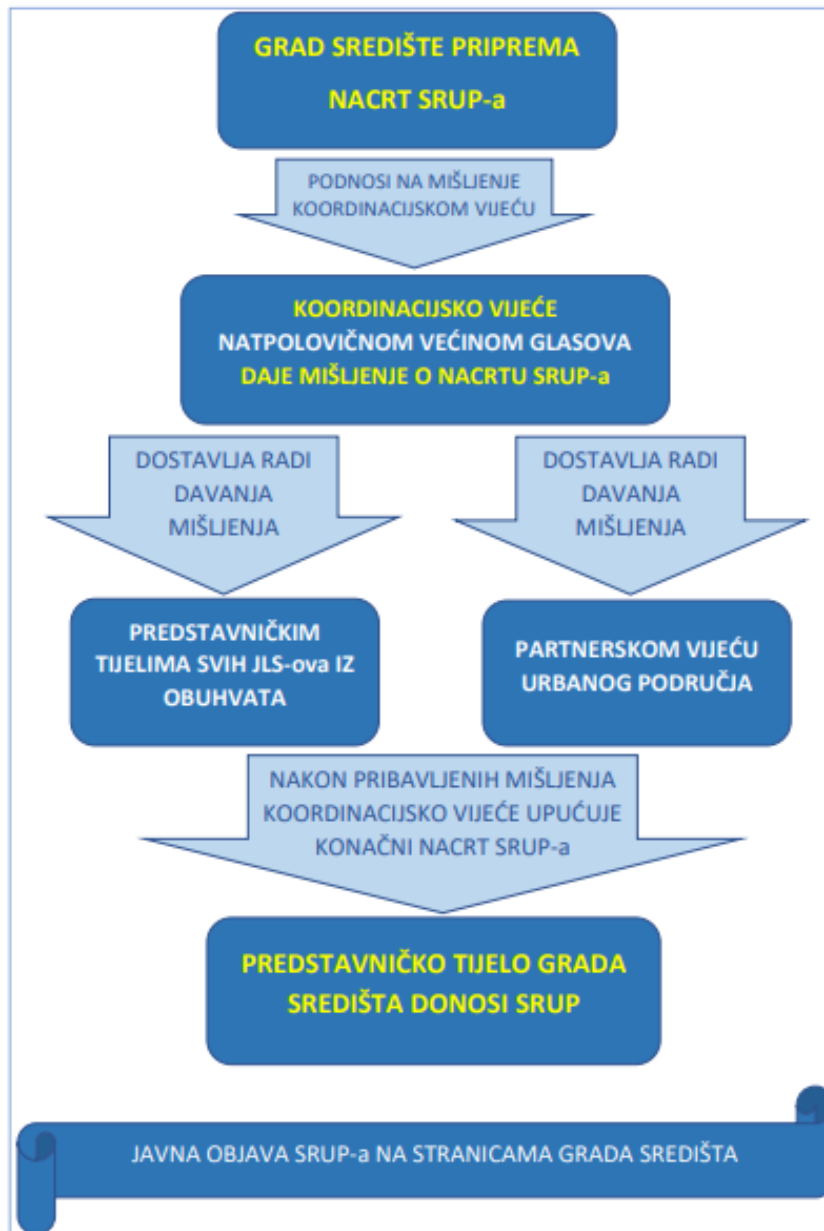 GRAD SREDIŠTE PRIPREMA
NACRT SRUP-a
PODNOSI NA MIŠLJENJE
KOORDINACIJSKOM VIJEĆU
KOORDINACIJSKO VIJEĆE
NATPOLOVIČNOM VEĆINOM GLASOVA
DAJE MIŠLJENJE O NACRTU SRUP-a
DOSTAVLJA RADI
DAVANJA
MIŠLJENJA
DOSTAVLJA RADI
DAVANJA
MIŠLJENJA
PREDSTAVNIČKIM
TIJELIMA SVIH JLS-ova IZ
OBUHVATA
PARTNERSKOM VIJEĆU
URBANOG PODRUČJA
NAKON PRIBAVLJENIH MIŠLJENJA
KOORDINACIJSKO VIJEĆE UPUĆUJE
KONAČNI NACRT SRUP-a
PREDSTAVNIČKO TIJELO GRADA
SREDIŠTA DONOSI SRUP
JAVNA OBJAVA SRUP-a NA STRANICAMA GRADA SREDIŠTA